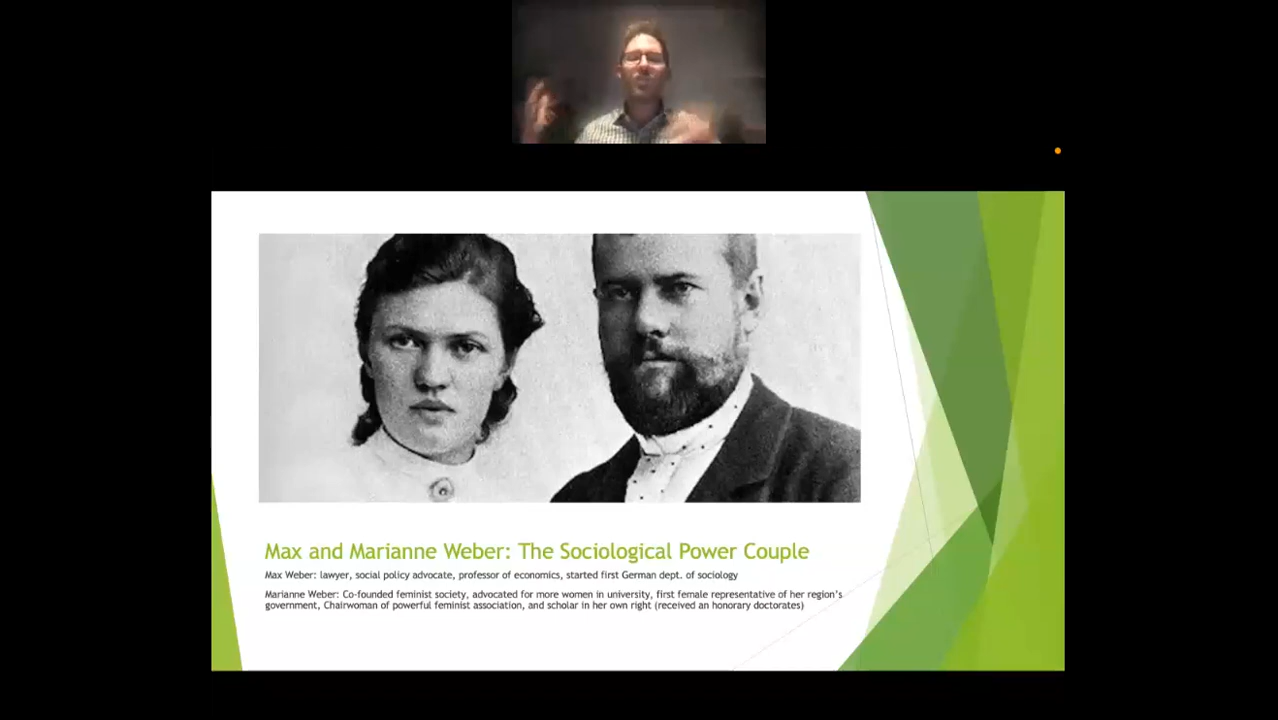 Max and Marianne Weber: The Sociological Power Couple
Max Weber: lawyer, social policy advocate, professor of economics, started first German dept. of sociology
Marianne Weber: Co-founded feminist society, advocated for more women in university, first female representative of her region's
government, Chairwoman of powerful feminist association, and scholar in her own right (received an honorary doctorates)